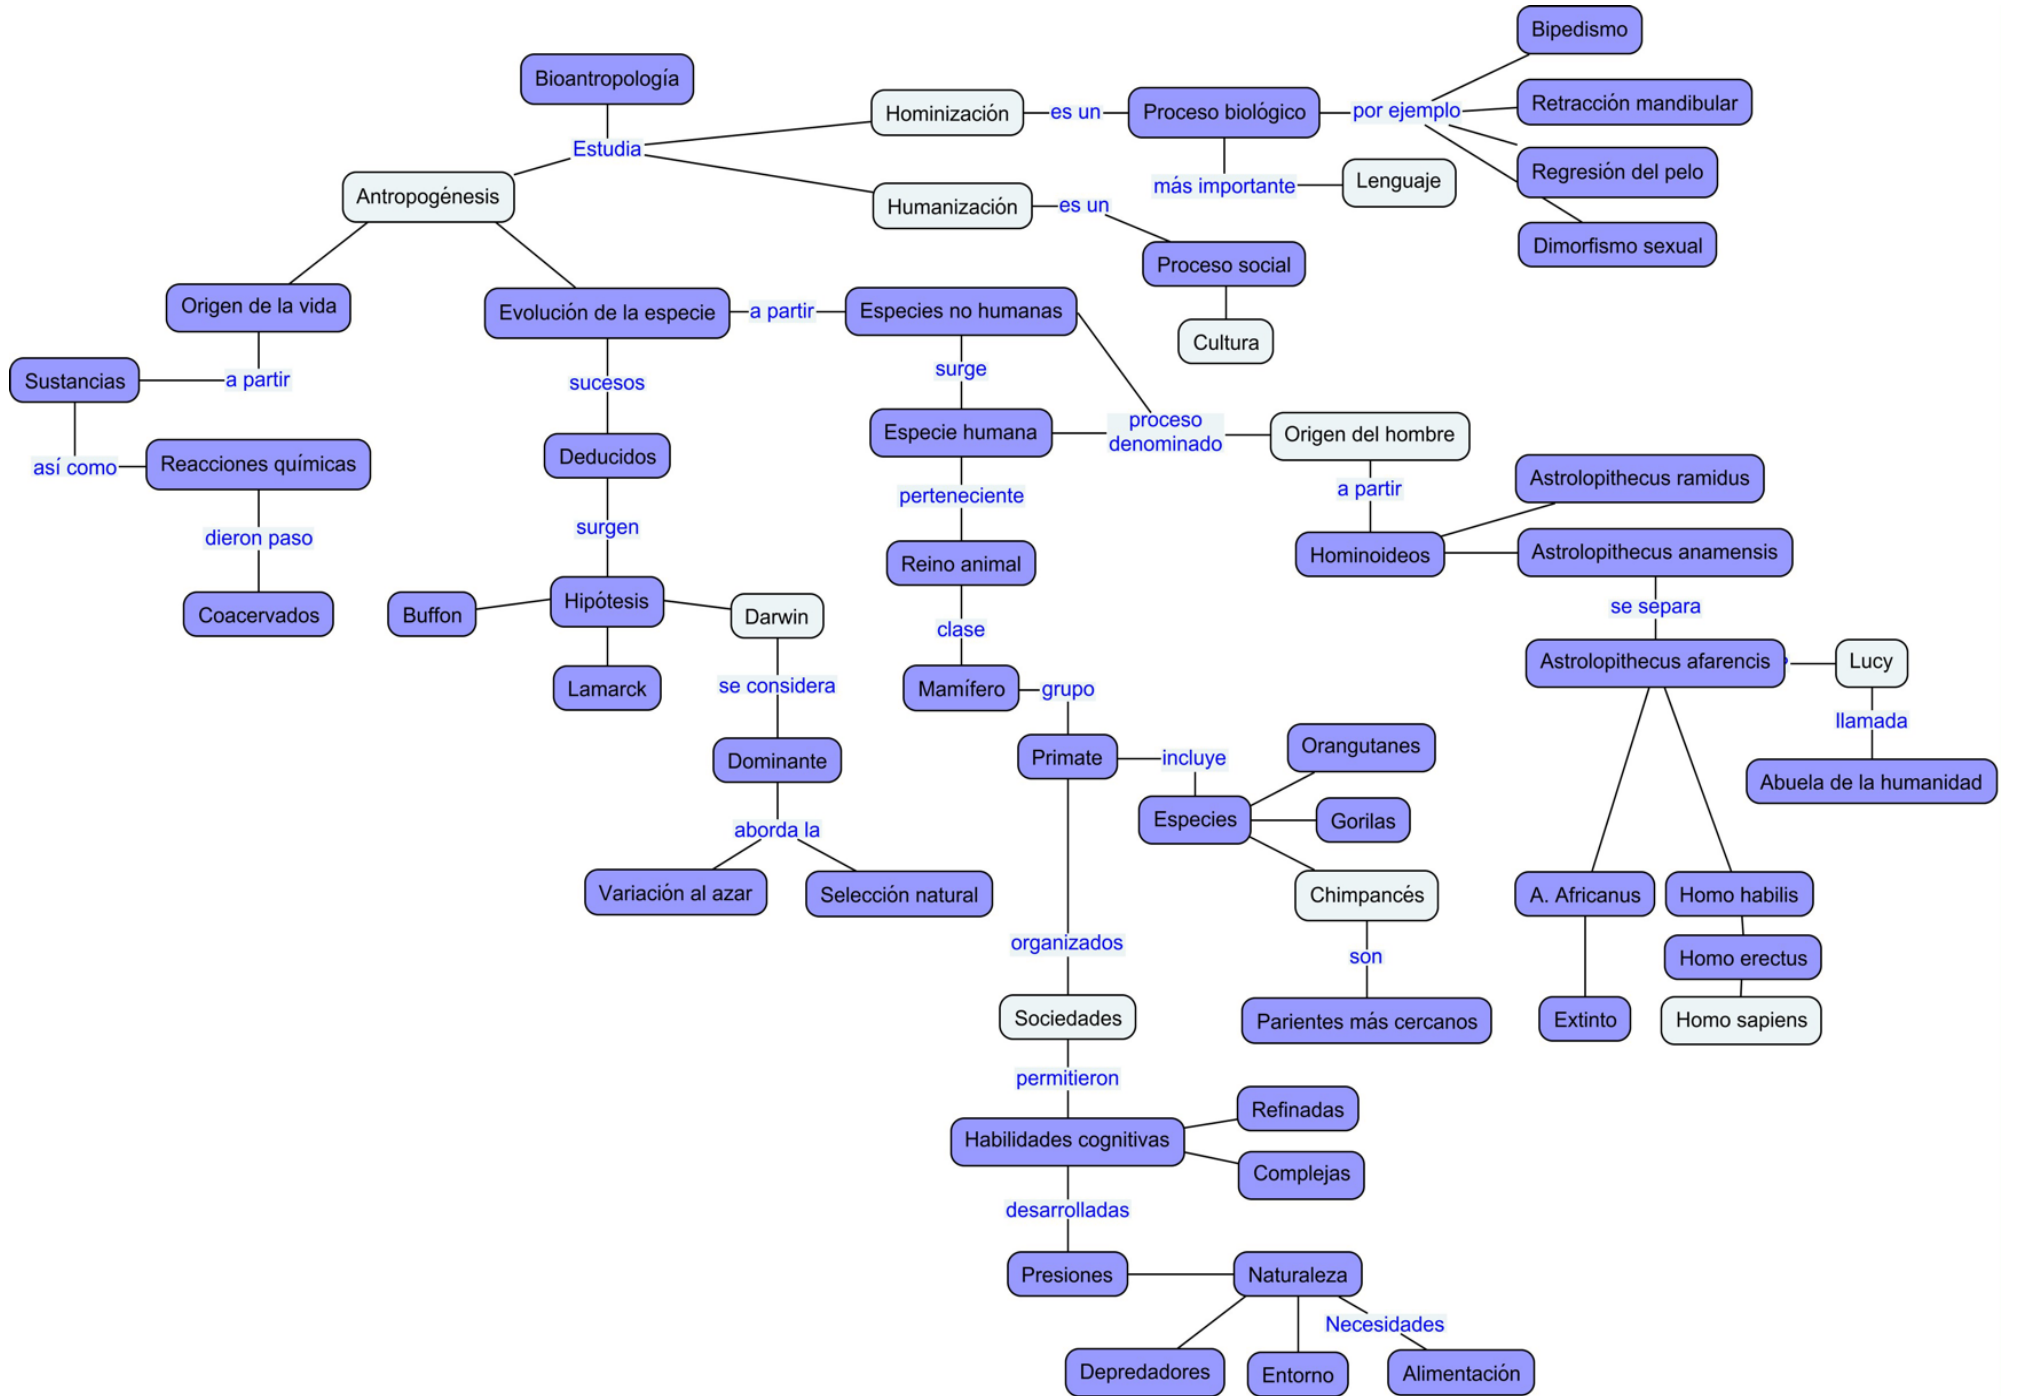 Bipedismo
Bioantropología
Retracción mandibular
Hominización
es un
Proceso biológico
por ejemplo
Estudia
Regresión del pelo
más importante
Lenguaje
Antropogénesis
Humanización
es un
Dimorfismo sexual
Proceso social
Origen de la vida
Evolución de la especie
a partir
Especies no humanas
Cultura
Sustancias
a partir
sucesos
surge
Especie humana
proceso
denominado
Origen del hombre
así como
Reacciones químicas
Deducidos
perteneciente
a partir
Astrolopithecus ramidus
dieron paso
surgen
Reino animal
Hominoideos
Astrolopithecus anamensis
Coacervados
Buffon
Hipótesis
Darwin
clase
se separa
Lamarck
se considera
Mamífero
grupo
Astrolopithecus afarencis
Lucy
llamada
Dominante
Primate
incluye
Orangutanes
Abuela de la humanidad
aborda la
Especies
Gorilas
Variación al azar
Selección natural
Chimpancés
A. Africanus
Homo habilis
organizados
son
Homo erectus
Sociedades
Parientes más cercanos
Extinto
Homo sapiens
permitieron
Refinadas
Habilidades cognitivas
Complejas
desarrolladas
Presiones
Naturaleza
Necesidades
Depredadores
Entorno
Alimentación